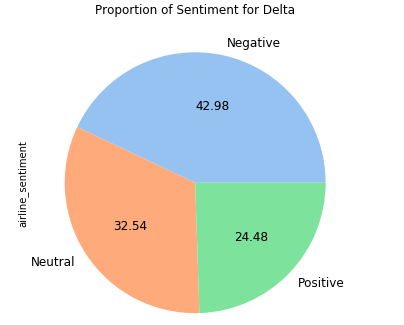 Proportion of Sentiment for Delta
Negative
42.98
airline_sentiment
32.54
24.48
Neutral
Positive